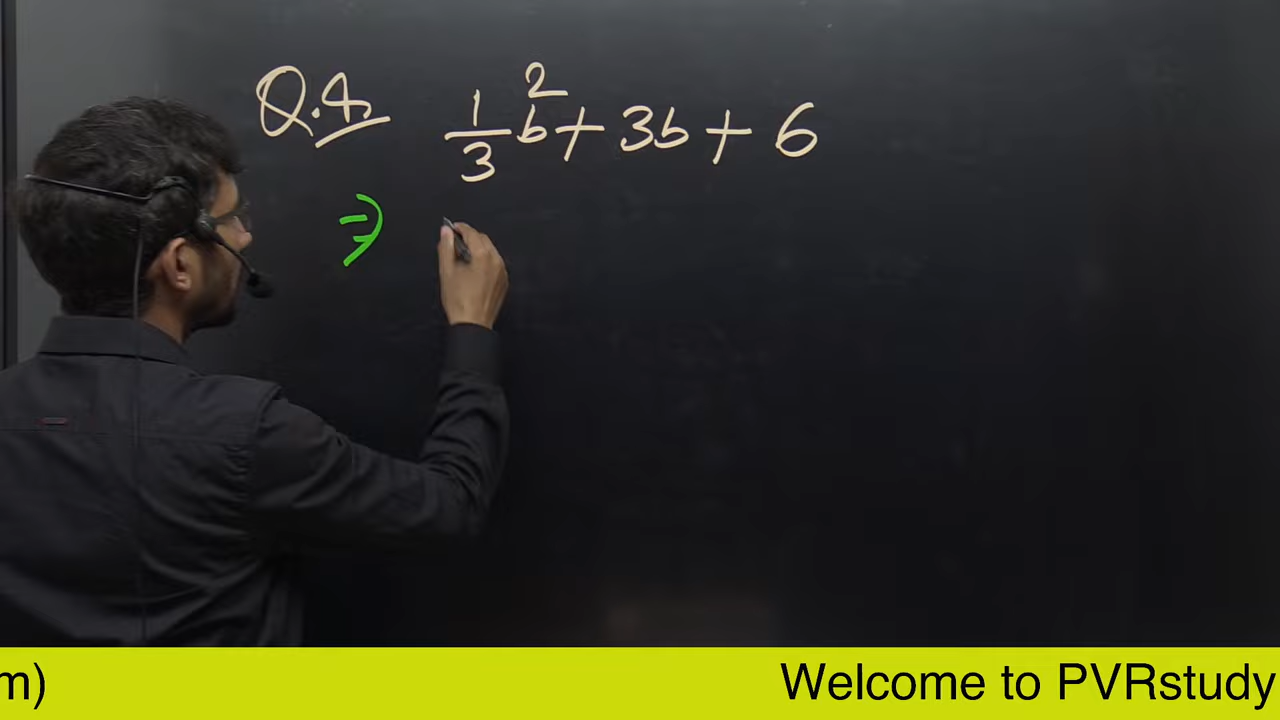 Q.4, 1/3 b² + 3b + 6
⇒
m) Welcome to PVRstudy